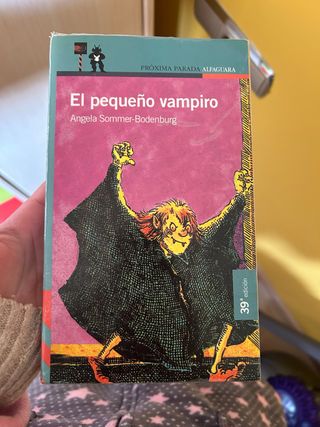 PRÓXIMA PARADA ALFAGUARA
El pequeño vampiro
Angela Sommer-Bodenburg
39ª edición